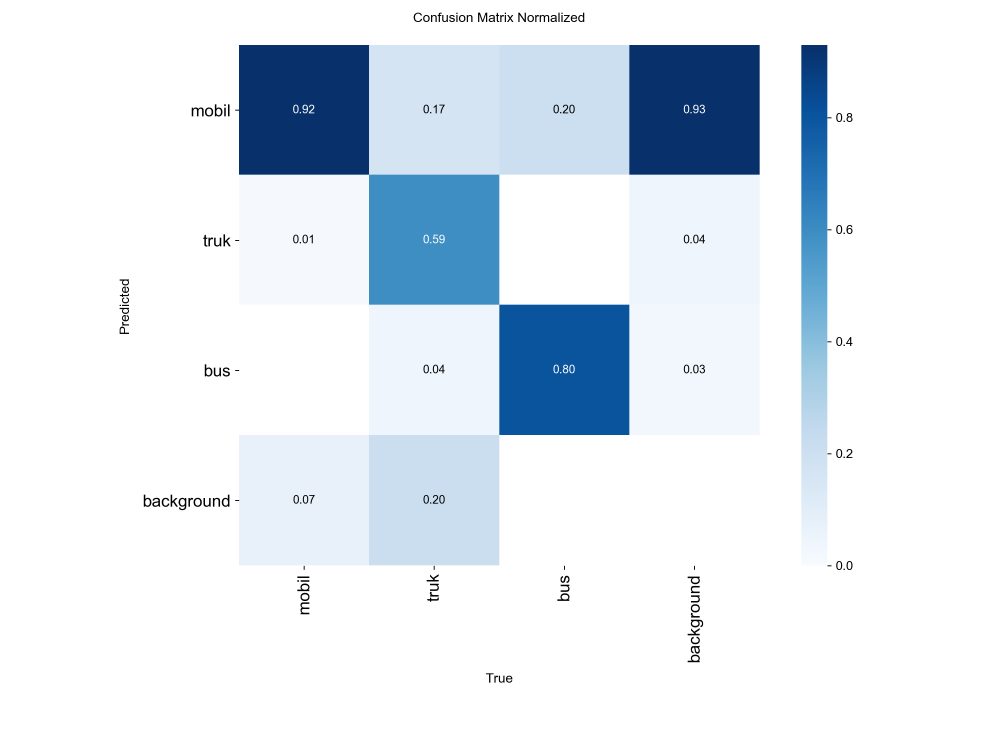 Confusion Matrix Normalized
mobil
0.92
0.17
0.20
0.93
truk
0.01
0.59
0.04
bus
0.04
0.80
0.03
background
0.07
0.20
mobil
truk
bus
background
Predicted
True
0.8
0.6
0.4
0.2
0.0